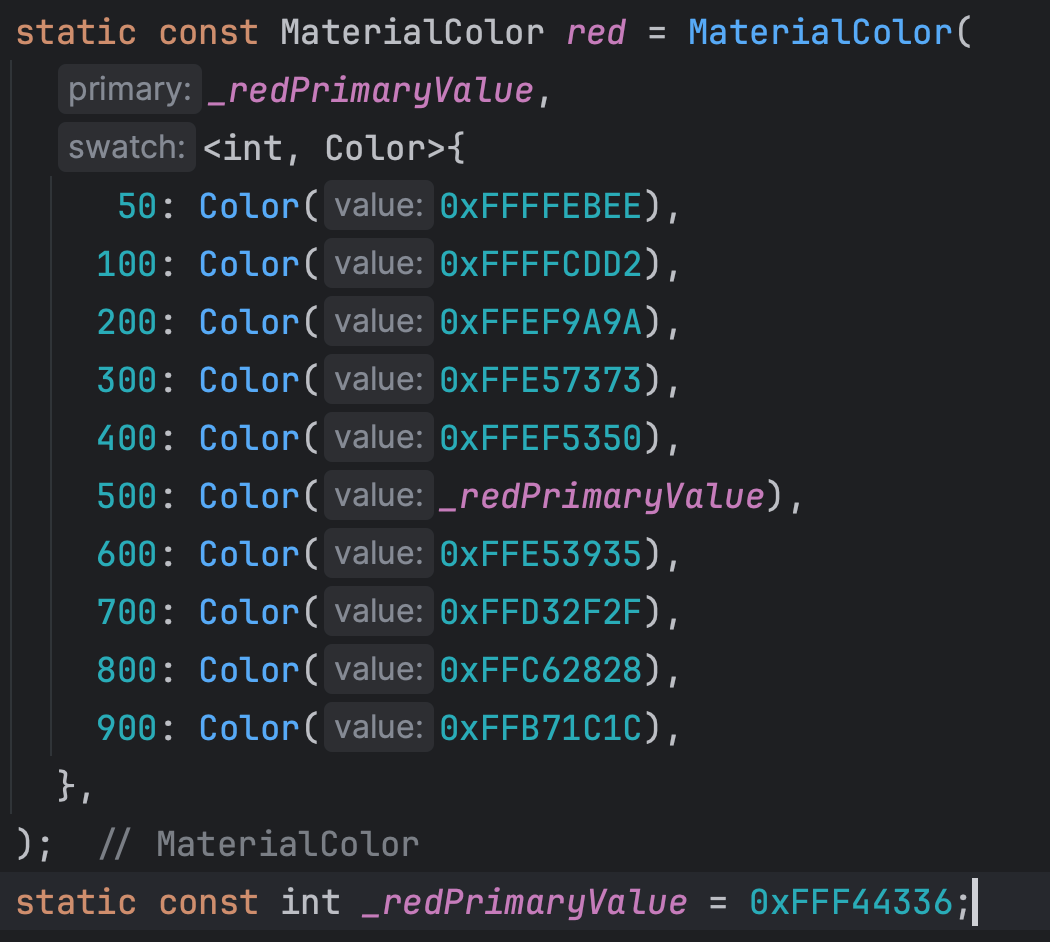 static const MaterialColor red = MaterialColor(
primary: _redPrimaryValue,
swatch: <int, Color>{
50: Color( value: 0xFFFFEBEE),
100: Color( value: 0xFFFFCDD2),
200: Color( value: 0xFFEF9A9A),
300: Color( value: 0xFFE57373),
400: Color( value: 0xFFEF5350),
500: Color( value: _redPrimaryValue),
600: Color( value: 0xFFE53935),
700: Color( value: 0xFFD32F2F),
800: Color( value: 0xFFC62828),
900: Color( value: 0xFFB71C1C),
},
); // MaterialColor
static const int _redPrimaryValue = 0xFFF44336;